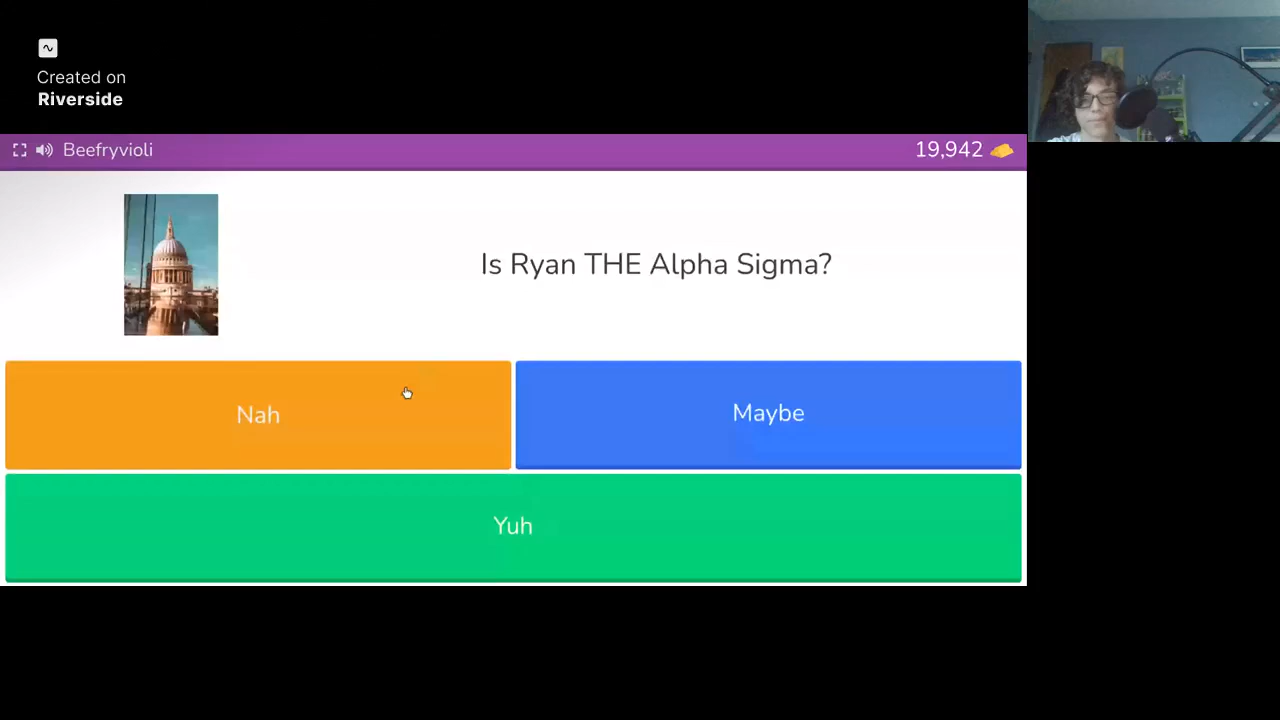 Created on
Riverside
Beefryvioli
19,942
Is Ryan THE Alpha Sigma?
Nah
Maybe
Yuh